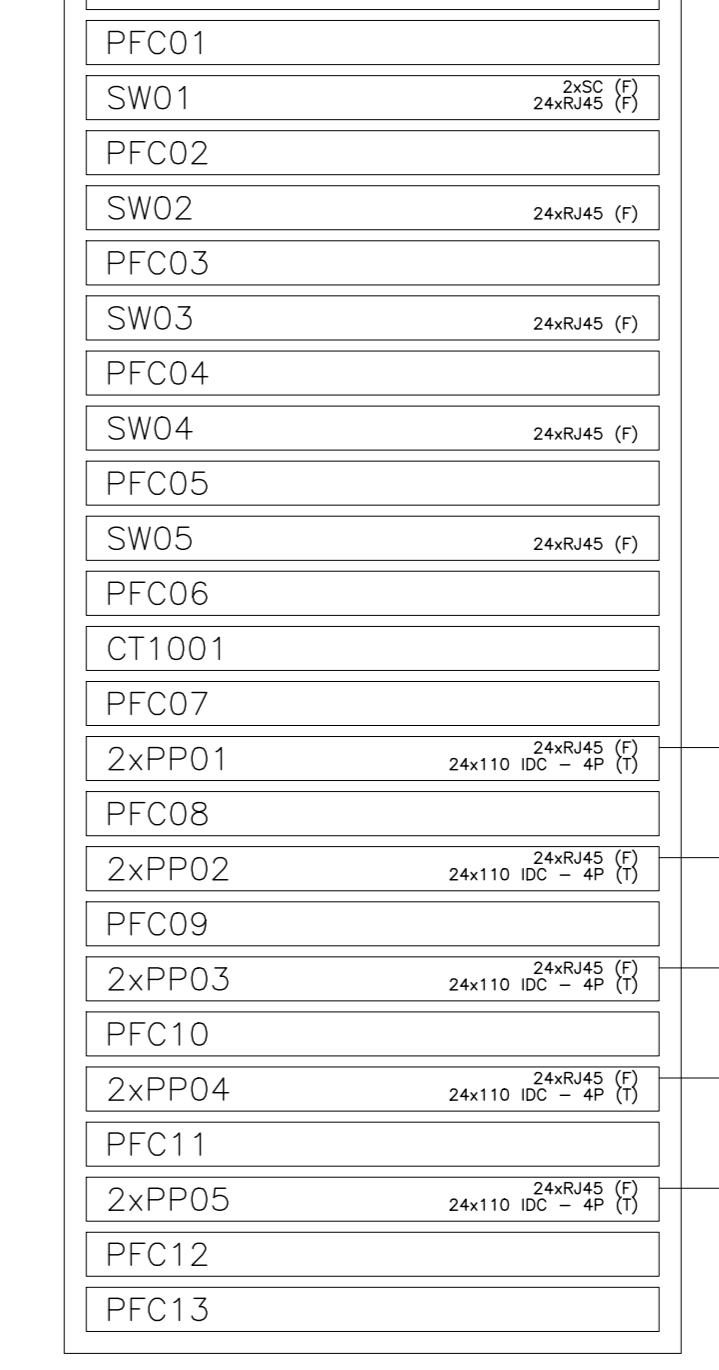 PFC01
SW01
2xSC (F)
24xRJ45 (F)
PFC02
SW02
24xRJ45 (F)
PFC03
SW03
24xRJ45 (F)
PFC04
SW04
24xRJ45 (F)
PFC05
SW05
24xRJ45 (F)
PFC06
CT1001
PFC07
2xPP01
24xRJ45 (F)
24x110 IDC – 4P (T)
PFC08
2xPP02
24xRJ45 (F)
24x110 IDC – 4P (T)
PFC09
2xPP03
24xRJ45 (F)
24x110 IDC – 4P (T)
PFC10
2xPP04
24xRJ45 (F)
24x110 IDC – 4P (T)
PFC11
2xPP05
24xRJ45 (F)
24x110 IDC – 4P (T)
PFC12
PFC13